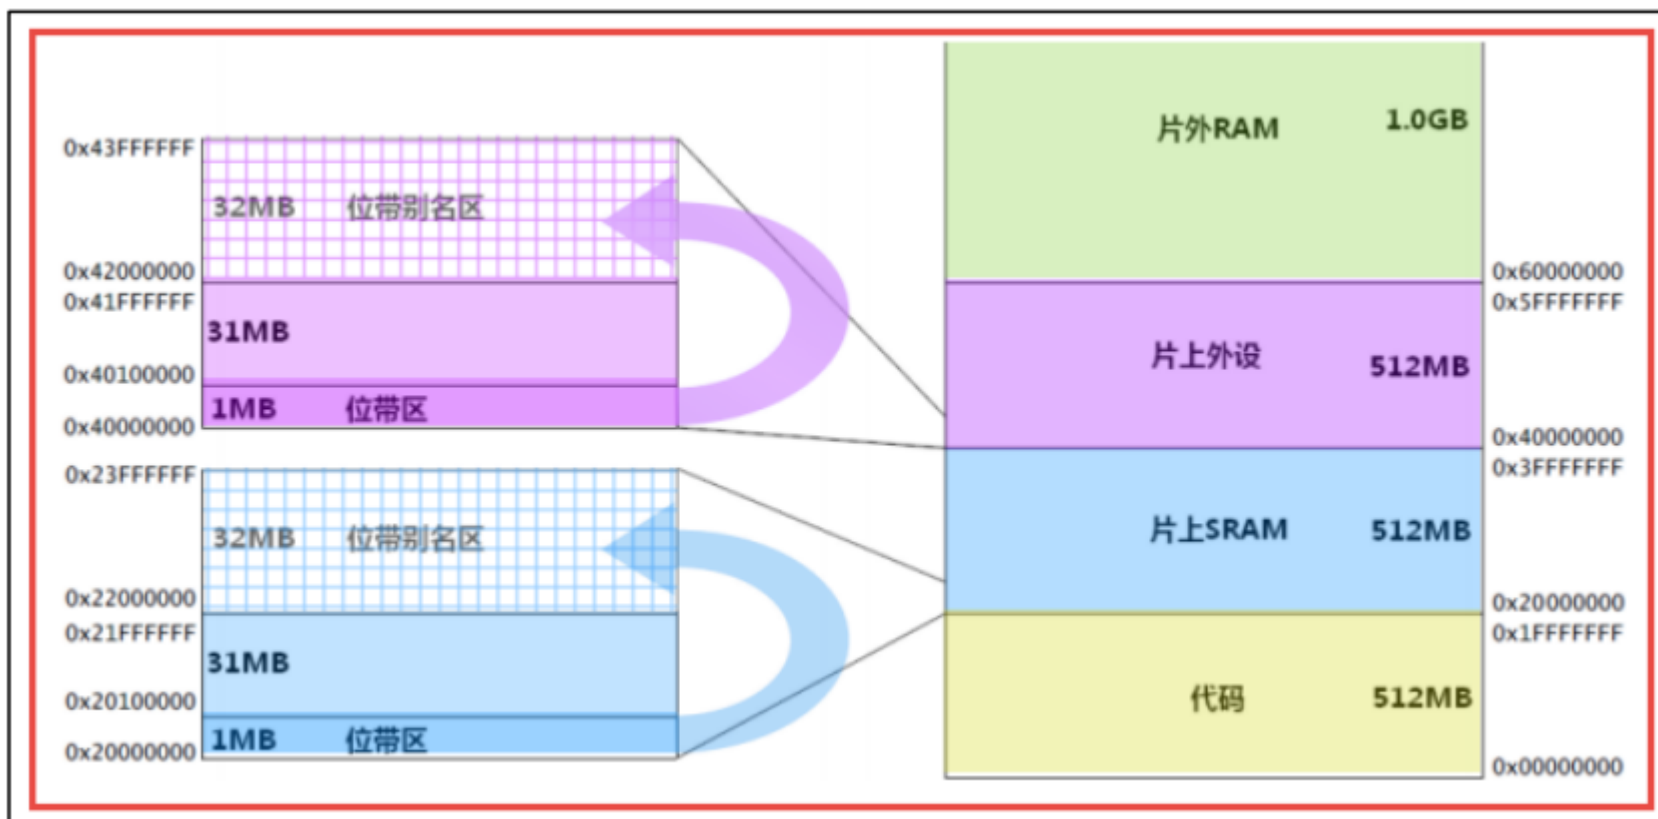 0x43FFFFFF
32MB 位带别名区
0x42000000
0x41FFFFFF
31MB
0x40100000
1MB 位带区
0x40000000
0x23FFFFFF
32MB 位带别名区
0x22000000
0x21FFFFFF
31MB
0x20100000
1MB 位带区
0x20000000
片外RAM 1.0GB
0x60000000
0x5FFFFFFF
片上外设 512MB
0x40000000
0x3FFFFFFF
片上SRAM 512MB
0x20000000
0x1FFFFFFF
代码 512MB
0x00000000